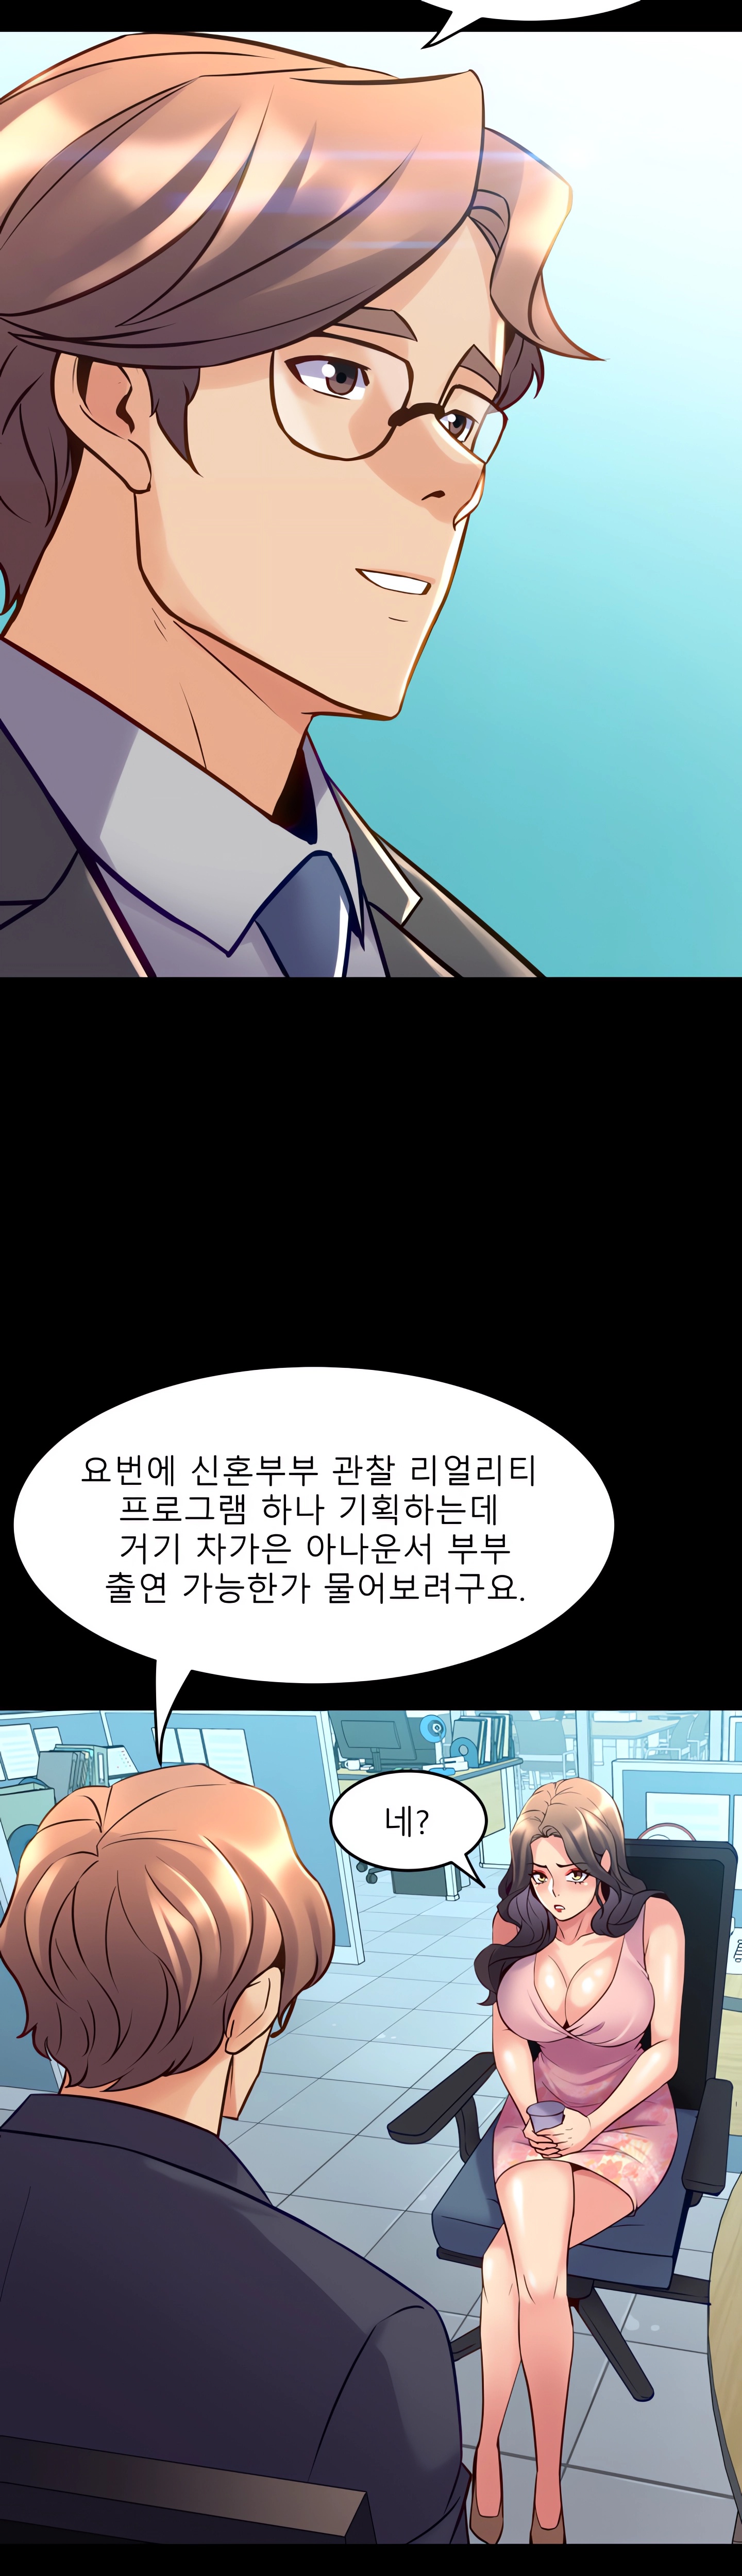 요번에 신혼부부 관찰 리얼리티
프로그램 하나 기획하는데
거기 차가은 아나운서 부부
출연 가능한가 물어보려구요.
네?